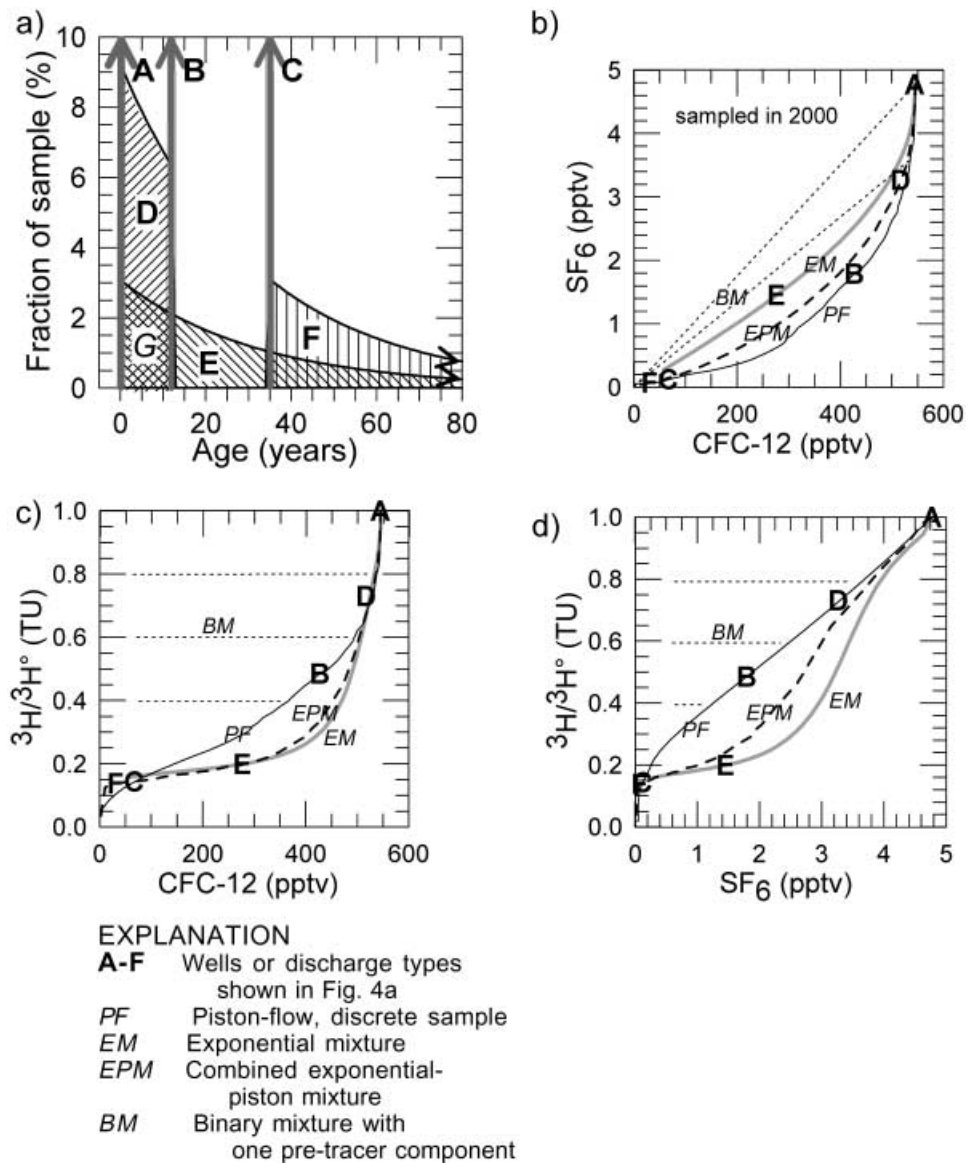 a)
10
8
6
4
2
0
Fraction of sample (%)
A
B
C
D
G
E
F
0 20 40 60 80
Age (years)
b)
5
4
3
2
1
0
SF6 (pptv)
sampled in 2000
A
D
EM
BM
E
B
EPM
PF
F C
0 200 400 600
CFC-12 (pptv)
c)
1.0
0.8
0.6
0.4
0.2
0.0
3H/3H° (TU)
A
D
BM
B
EPM
PF
EM
E
F C
0 200 400 600
CFC-12 (pptv)
d)
1.0
0.8
0.6
0.4
0.2
0.0
3H/3H° (TU)
A
D
BM
B
EPM
EM
PF
E
C
0 1 2 3 4 5
SF6 (pptv)
EXPLANATION
A-F Wells or discharge types
shown in Fig. 4a
PF Piston-flow, discrete sample
EM Exponential mixture
EPM Combined exponential-
piston mixture
BM Binary mixture with
one pre-tracer component